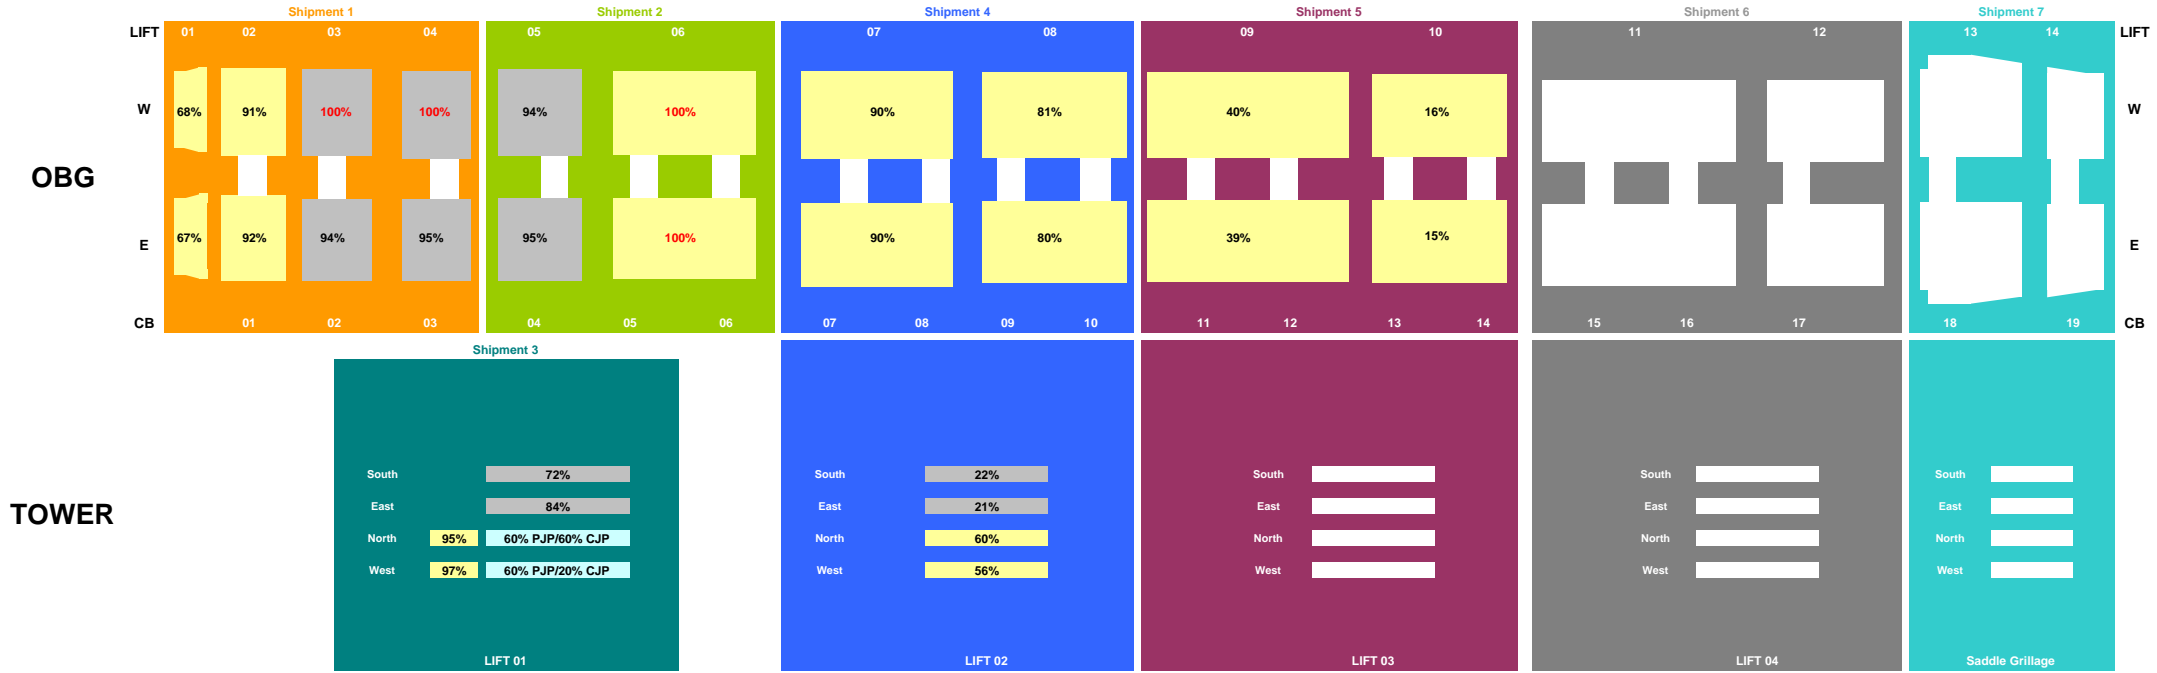 Shipment 1 Shipment 2 Shipment 4 Shipment 5 Shipment 6 Shipment 7
LIFT 01 02 03 04 05 06 07 08 09 10 11 12 13 14 LIFT
W 68% 91% 100% 100% 94% 100% 90% 81% 40% 16% W
OBG
E 67% 92% 94% 95% 95% 100% 90% 80% 39% 15% E
CB 01 02 03 04 05 06 07 08 09 10 11 12 13 14 15 16 17 18 19 CB
Shipment 3
South 72% South 22% South South South
East 84% East 21% East East East
TOWER
North 95% 60% PJP/60% CJP North 60% North North North
West 97% 60% PJP/20% CJP West 56% West West West
LIFT 01 LIFT 02 LIFT 03 LIFT 04 Saddle Grillage